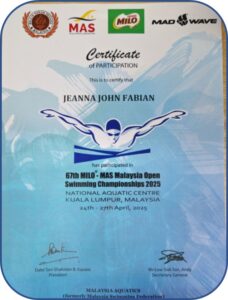 MAS
MILO
MAD WAVE
Certificate
of PARTICIPATION
This is to certify that
JEANNA JOHN FABIAN
has participated in
67th MILO®- MAS Malaysia Open
Swimming Championships 2025
NATIONAL AQUATIC CENTRE
KUALA LUMPUR, MALAYSIA
24th - 27th April, 2025
President
Secretary General
MALAYSIA AQUATICS
(formerly Malaysia Swimming Federation)